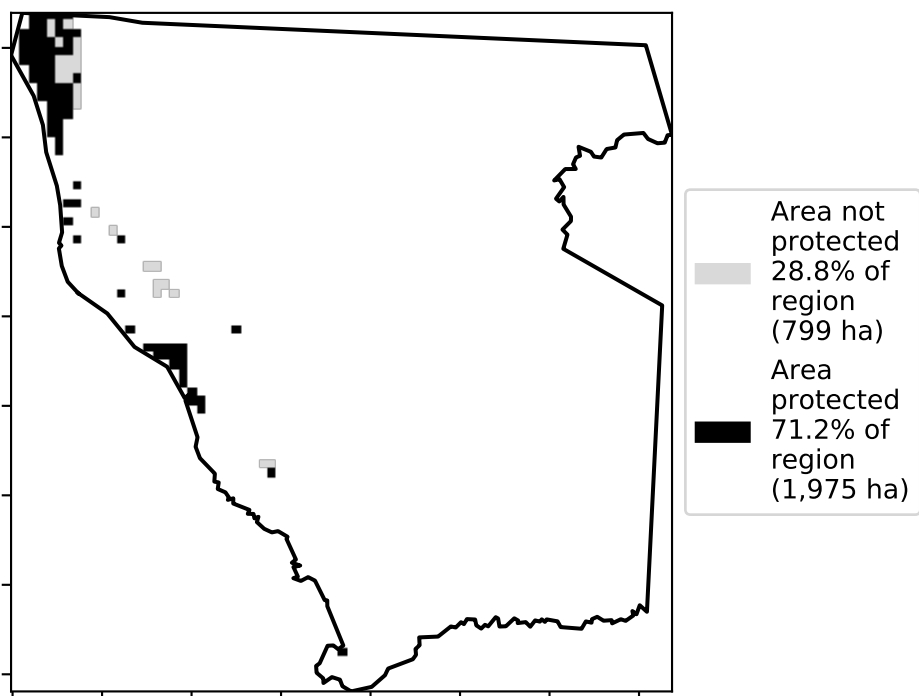 Area not
protected
28.8% of
region
(799 ha)
Area
protected
71.2% of
region
(1,975 ha)